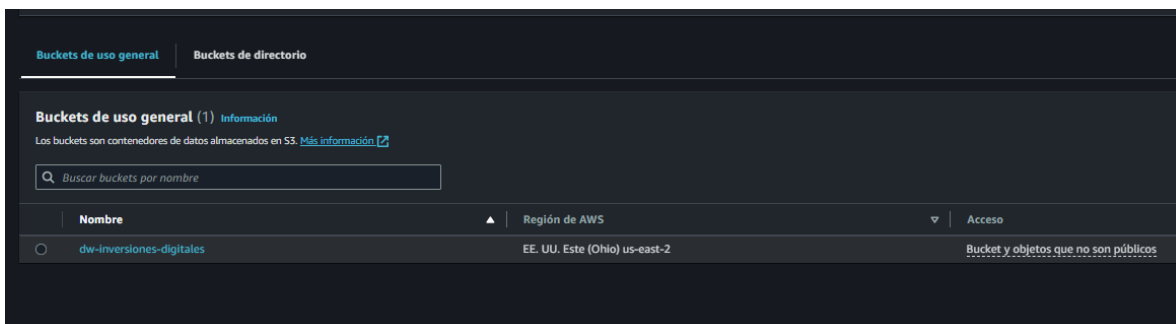 Buckets de uso general Buckets de directorio
Buckets de uso general (1) Información
Los buckets son contenedores de datos almacenados en S3. Más información
Buscar buckets por nombre
Nombre Región de AWS Acceso
dw-inversiones-digitales EE. UU. Este (Ohio) us-east-2 Bucket y objetos que no son públicos